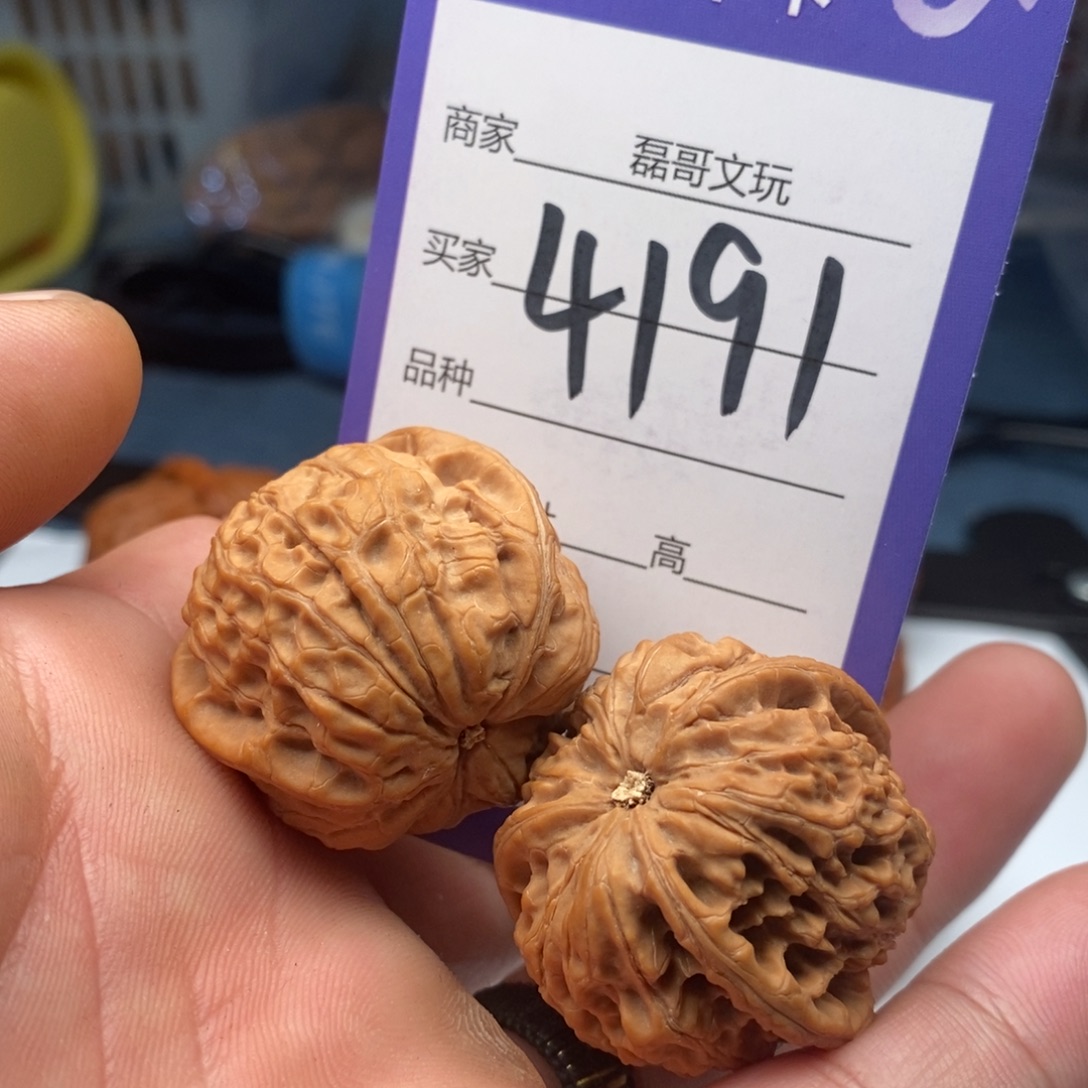 商家 磊哥文玩
买家 4191
品种
高